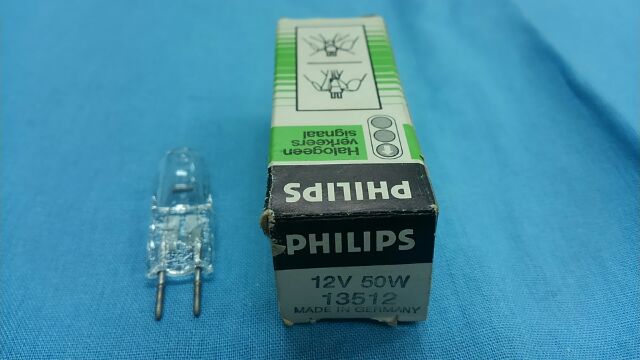 Halogeen
verkeers
signaal
PHILIPS
PHILIPS
12V 50W
13512
MADE IN GERMANY